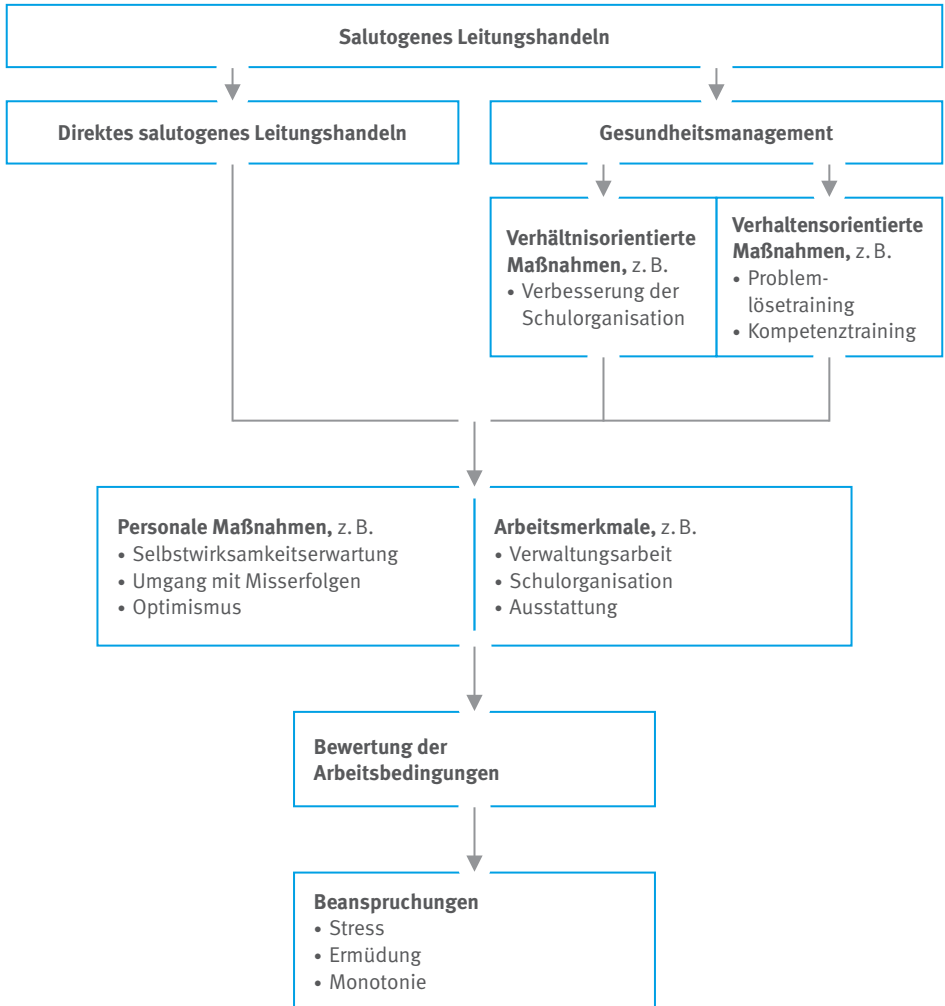 Salutogenes Leitungshandeln
Direktes salutogenes Leitungshandeln
Gesundheitsmanagement
Verhältnisorientierte
Maßnahmen, z. B.
• Verbesserung der
Schulorganisation
Verhaltensorientierte
Maßnahmen, z. B.
• Problem-
lösetraining
• Kompetenztraining
Personale Maßnahmen, z. B.
• Selbstwirksamkeitserwartung
• Umgang mit Misserfolgen
• Optimismus
Arbeitsmerkmale, z. B.
• Verwaltungsarbeit
• Schulorganisation
• Ausstattung
Bewertung der
Arbeitsbedingungen
Beanspruchungen
• Stress
• Ermüdung
• Monotonie